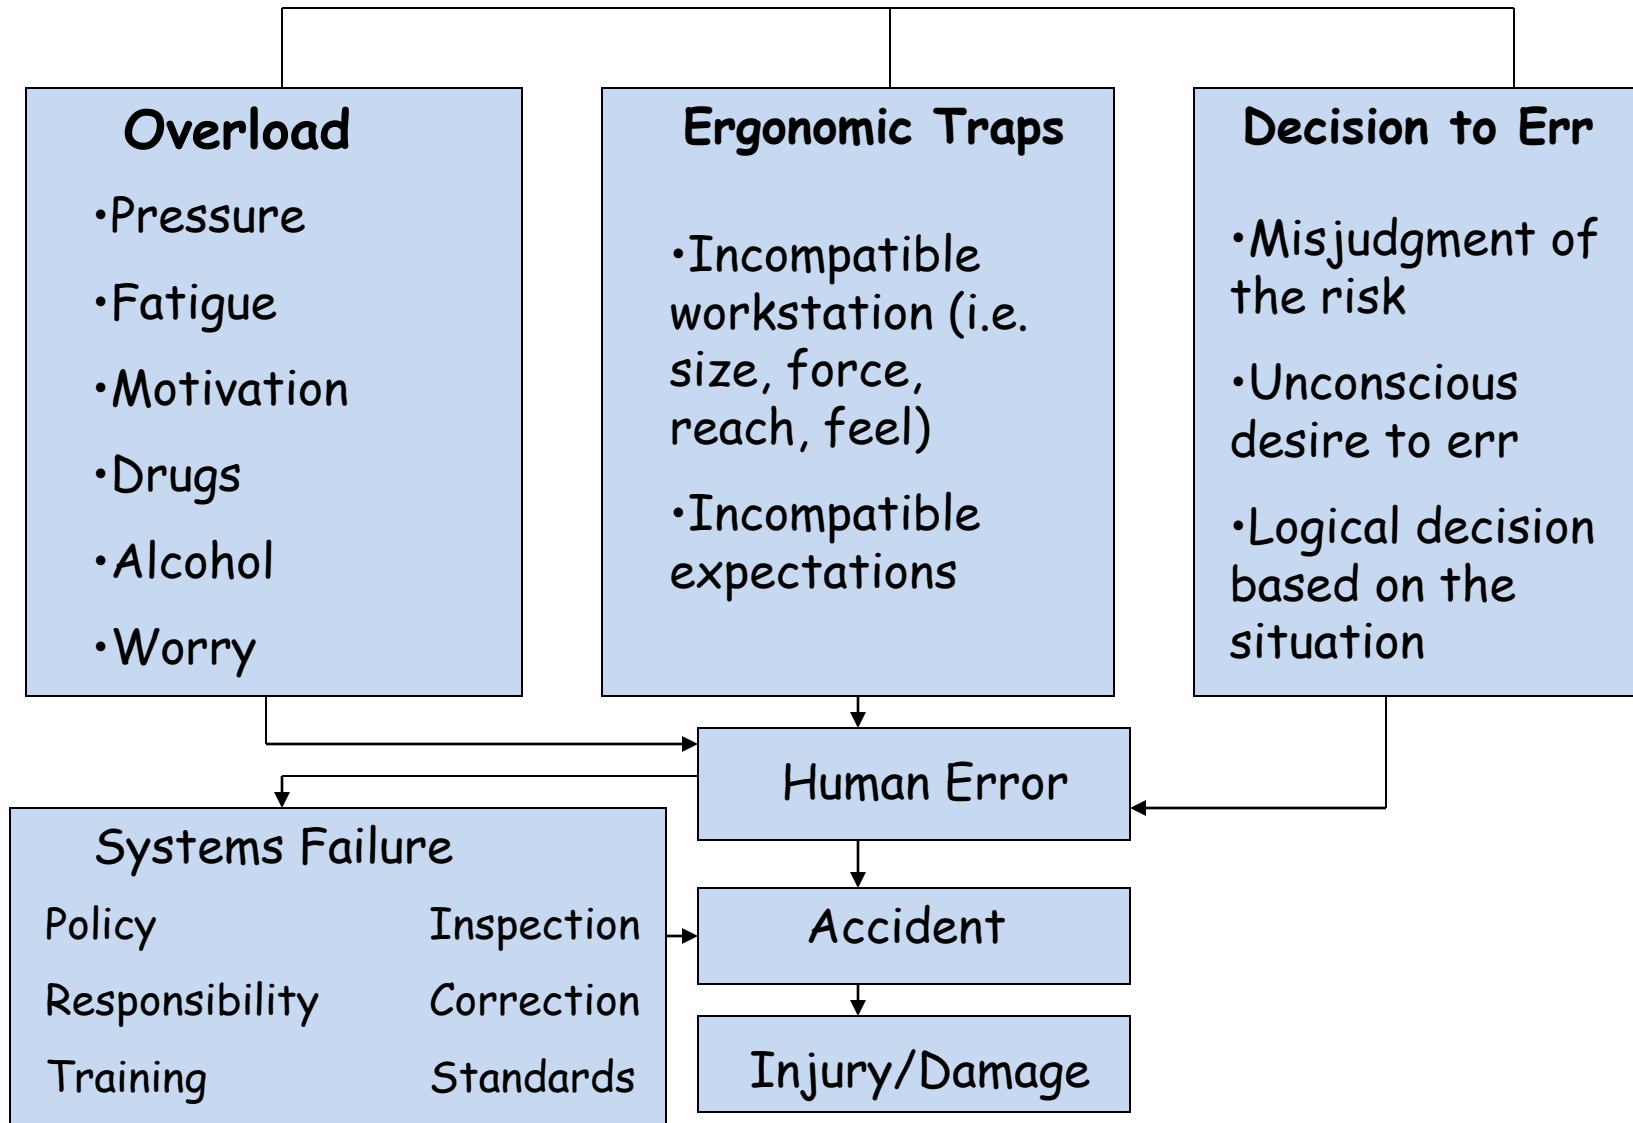 Overload
•Pressure
•Fatigue
•Motivation
•Drugs
•Alcohol
•Worry
Ergonomic Traps
•Incompatible
workstation (i.e.
size, force,
reach, feel)
•Incompatible
expectations
Decision to Err
•Misjudgment of
the risk
•Unconscious
desire to err
•Logical decision
based on the
situation
Human Error
Systems Failure
Policy Inspection
Responsibility Correction
Training Standards
Accident
Injury/Damage